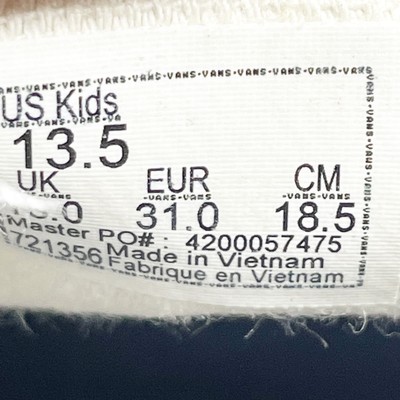 US Kids
13.5
UK EUR CM
.0 31.0 18.5
Master PO# : 4200057475
721356 Made in Vietnam
Fabrique en Vietnam